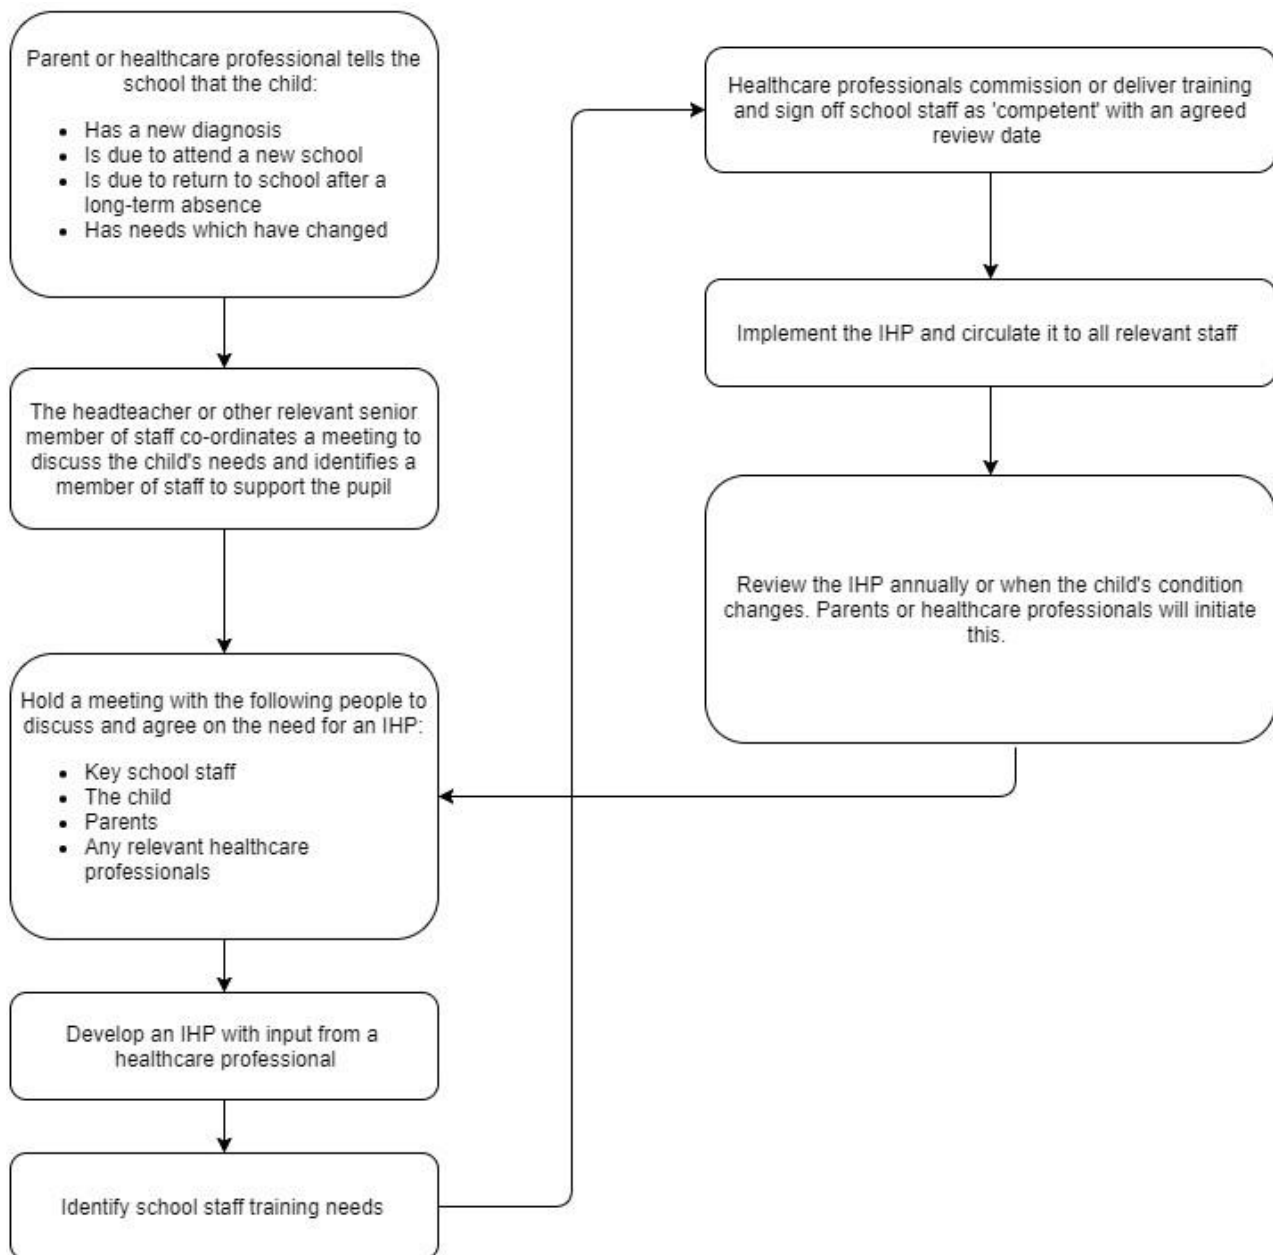 Parent or healthcare professional tells the
school that the child:
• Has a new diagnosis
• Is due to attend a new school
• Is due to return to school after a
long-term absence
• Has needs which have changed
The headteacher or other relevant senior
member of staff co-ordinates a meeting to
discuss the child's needs and identifies a
member of staff to support the pupil
Hold a meeting with the following people to
discuss and agree on the need for an IHP:
• Key school staff
• The child
• Parents
• Any relevant healthcare
professionals
Develop an IHP with input from a
healthcare professional
Identify school staff training needs
Healthcare professionals commission or deliver training
and sign off school staff as 'competent' with an agreed
review date
Implement the IHP and circulate it to all relevant staff
Review the IHP annually or when the child's condition
changes. Parents or healthcare professionals will initiate
this.